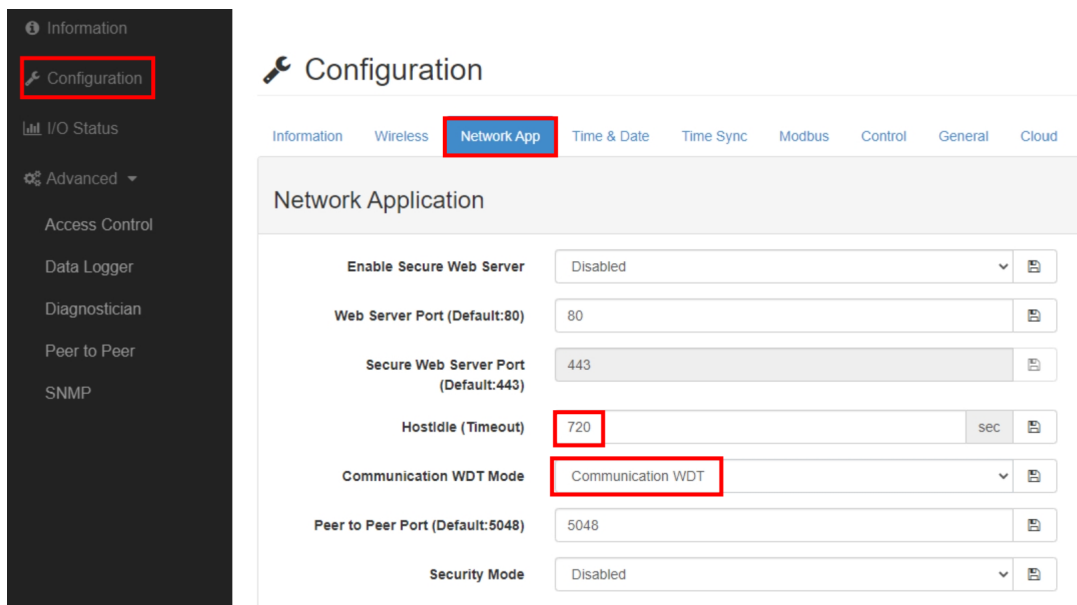 Information
Configuration
I/O Status
Advanced
Access Control
Data Logger
Diagnostician
Peer to Peer
SNMP
Configuration
Information Wireless Network App Time & Date Time Sync Modbus Control General Cloud
Network Application
Enable Secure Web Server Disabled
Web Server Port (Default:80) 80
Secure Web Server Port 443
(Default:443)
HostIdle (Timeout) 720 sec
Communication WDT Mode Communication WDT
Peer to Peer Port (Default:5048) 5048
Security Mode Disabled